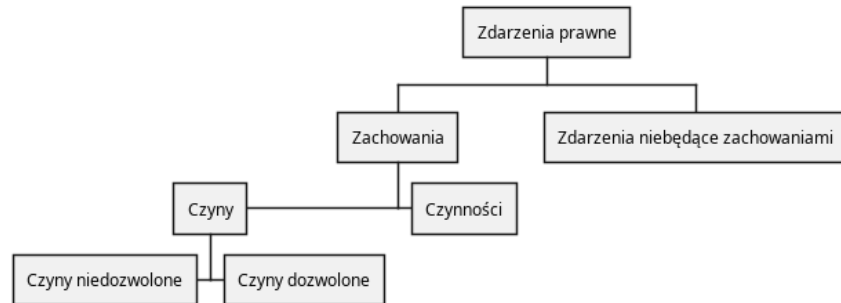 Zdarzenia prawne
Zachowania
Zdarzenia niebędące zachowaniami
Czyny
Czynności
Czyny niedozwolone
Czyny dozwolone